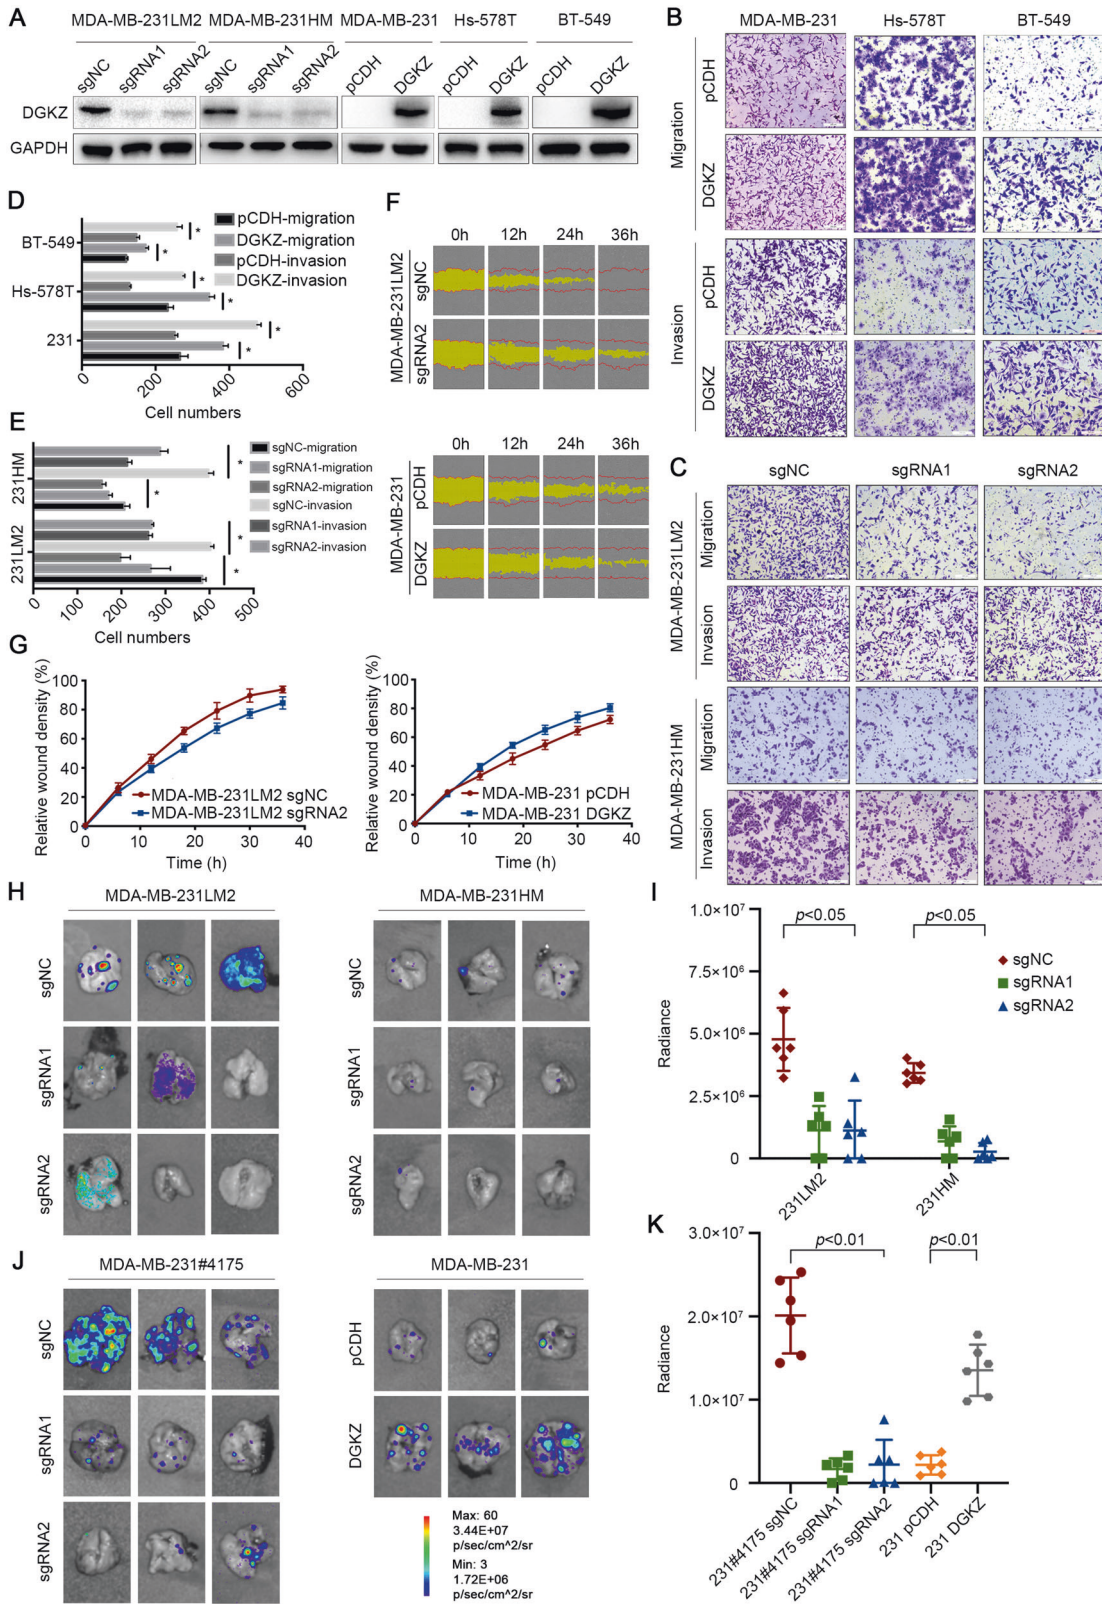 A
MDA-MB-231LM2 MDA-MB-231HM MDA-MB-231 Hs-578T BT-549
sgNC sgRNA1 sgRNA2 sgNC sgRNA1 sgRNA2 pCDH DGKZ pCDH DGKZ pCDH DGKZ
DGKZ
GAPDH
B
MDA-MB-231 Hs-578T BT-549
Migration
pCDH
DGKZ
Invasion
pCDH
DGKZ
C
sgNC sgRNA1 sgRNA2
MDA-MB-231LM2
Migration
Invasion
MDA-MB-231HM
Migration
Invasion
D
BT-549
Hs-578T
231
* * * * * *
0 200 400 600
Cell numbers
pCDH-migration
DGKZ-migration
pCDH-invasion
DGKZ-invasion
E
231HM
231LM2
* * * *
0 100 200 300 400 500
Cell numbers
sgNC-migration
sgRNA1-migration
sgRNA2-migration
sgNC-invasion
sgRNA1-invasion
sgRNA2-invasion
F
0h 12h 24h 36h
MDA-MB-231LM2
sgNC
sgRNA2
0h 12h 24h 36h
MDA-MB-231
pCDH
DGKZ
G
Relative wound density (%)
100
80
60
40
20
0
0 20 40 60
Time (h)
MDA-MB-231LM2 sgNC
MDA-MB-231LM2 sgRNA2
Relative wound density (%)
100
80
60
40
20
0
0 20 40 60
Time (h)
MDA-MB-231 pCDH
MDA-MB-231 DGKZ
H
MDA-MB-231LM2 MDA-MB-231HM
sgNC sgNC
sgRNA1 sgRNA1
sgRNA2 sgRNA2
I
Radiance
1.0×10⁷
7.5×10⁶
5.0×10⁶
2.5×10⁶
0
p<0.05 p<0.05
sgNC
sgRNA1
sgRNA2
231LM2 231HM
J
MDA-MB-231#4175 MDA-MB-231
sgNC pCDH
sgRNA1 DGKZ
sgRNA2
Max: 60
3.44E+07
p/sec/cm^2/sr
Min: 3
1.72E+06
p/sec/cm^2/sr
K
Radiance
3.0×10⁷
2.0×10⁷
1.0×10⁷
0
p<0.01 p<0.01
231#4175 sgNC
231#4175 sgRNA1
231#4175 sgRNA2
231 pCDH
231 DGKZ